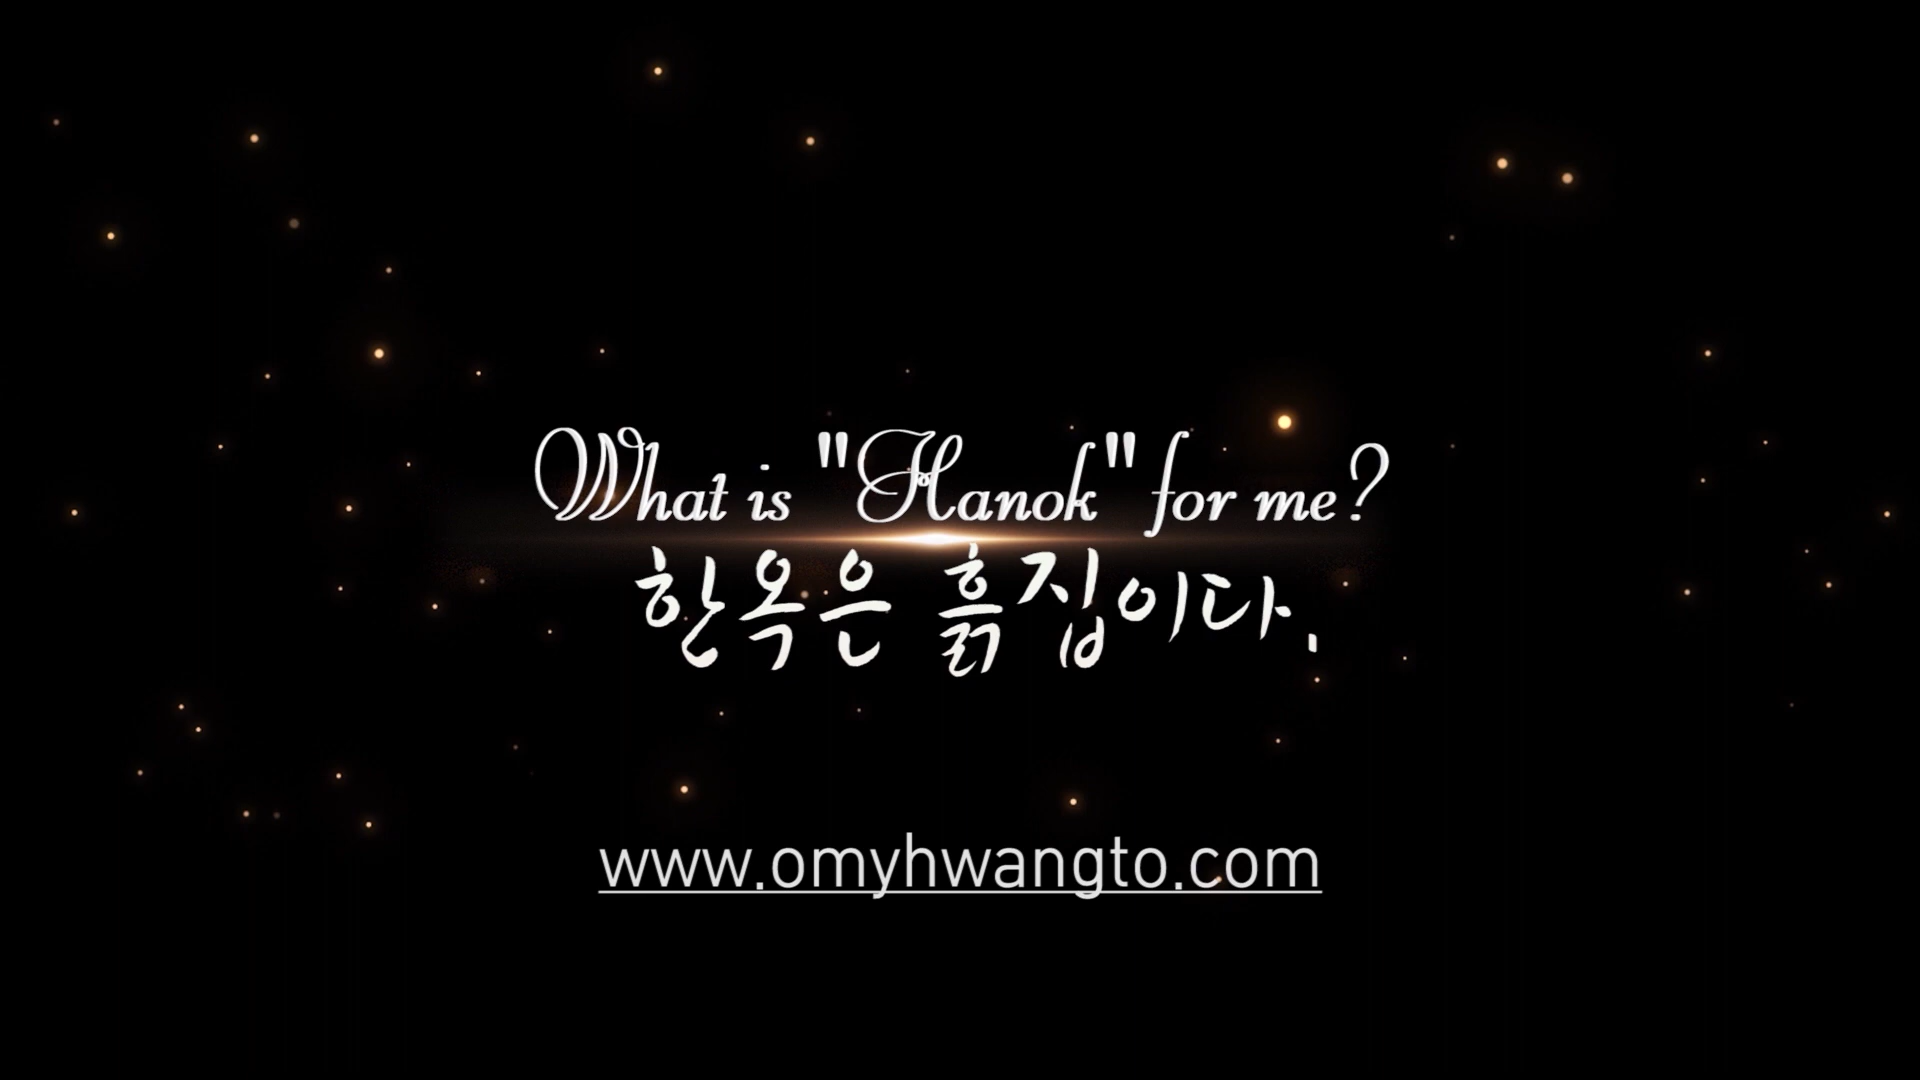 What is "Hanok" for me?
한옥은 흙집이다.
www.omyhwangto.com